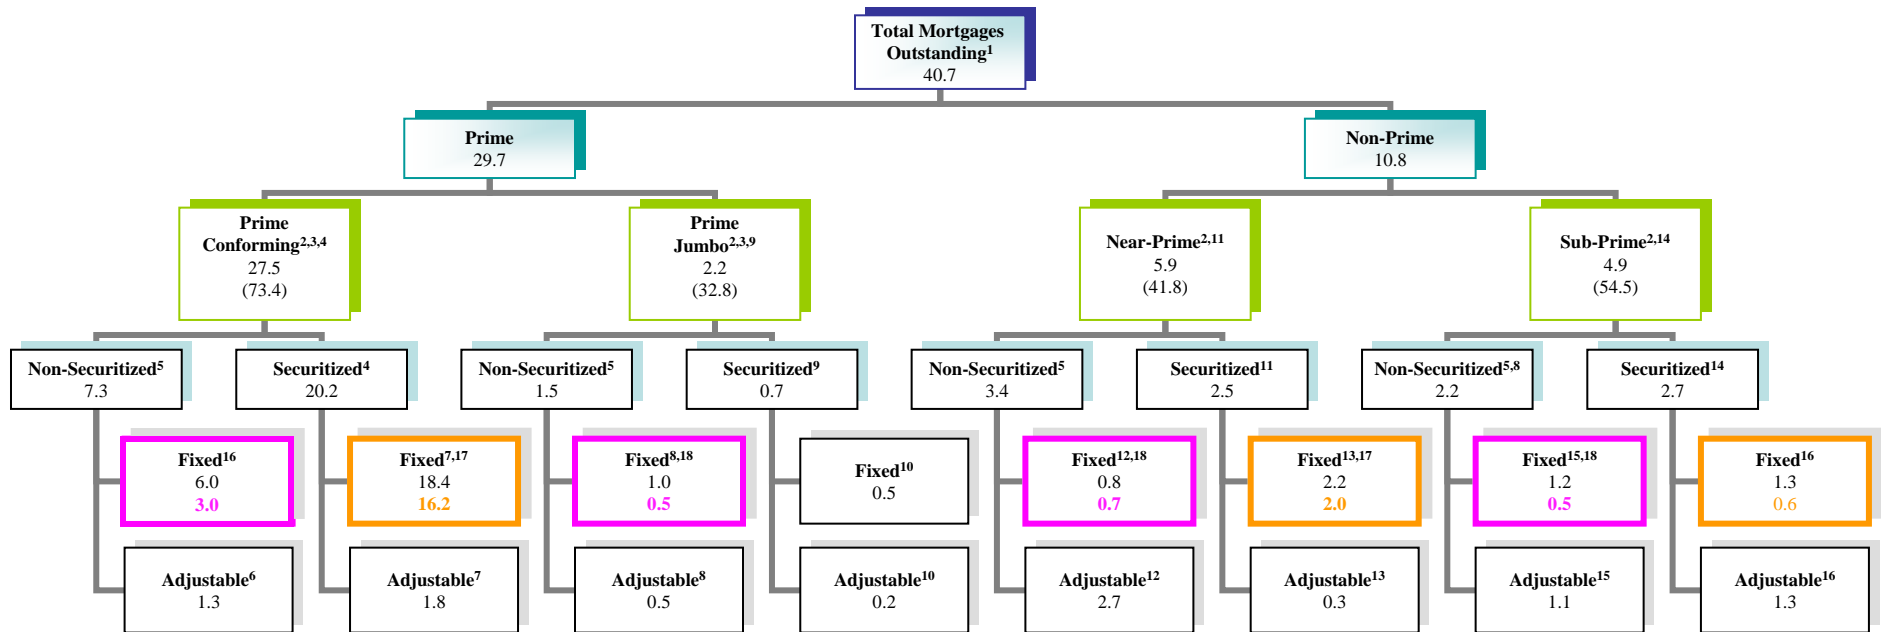 Total Mortgages
Outstanding¹
40.7
Prime
29.7
Non-Prime
10.8
Prime
Conforming²,³,⁴
27.5
(73.4)
Prime
Jumbo²,³,⁹
2.2
(32.8)
Near-Prime²,¹¹
5.9
(41.8)
Sub-Prime²,¹⁴
4.9
(54.5)
Non-Securitized⁵
7.3
Securitized⁴
20.2
Non-Securitized⁵
1.5
Securitized⁹
0.7
Non-Securitized⁵
3.4
Securitized¹¹
2.5
Non-Securitized⁵,⁸
2.2
Securitized¹⁴
2.7
Fixed¹⁶
6.0
3.0
Fixed⁷,¹⁷
18.4
16.2
Fixed⁸,¹⁸
1.0
0.5
Fixed¹⁰
0.5
Fixed¹²,¹⁸
0.8
0.7
Fixed¹³,¹⁷
2.2
2.0
Fixed¹⁵,¹⁸
1.2
0.5
Fixed¹⁶
1.3
0.6
Adjustable⁶
1.3
Adjustable⁷
1.8
Adjustable⁸
0.5
Adjustable¹⁰
0.2
Adjustable¹²
2.7
Adjustable¹³
0.3
Adjustable¹⁵
1.1
Adjustable¹⁶
1.3